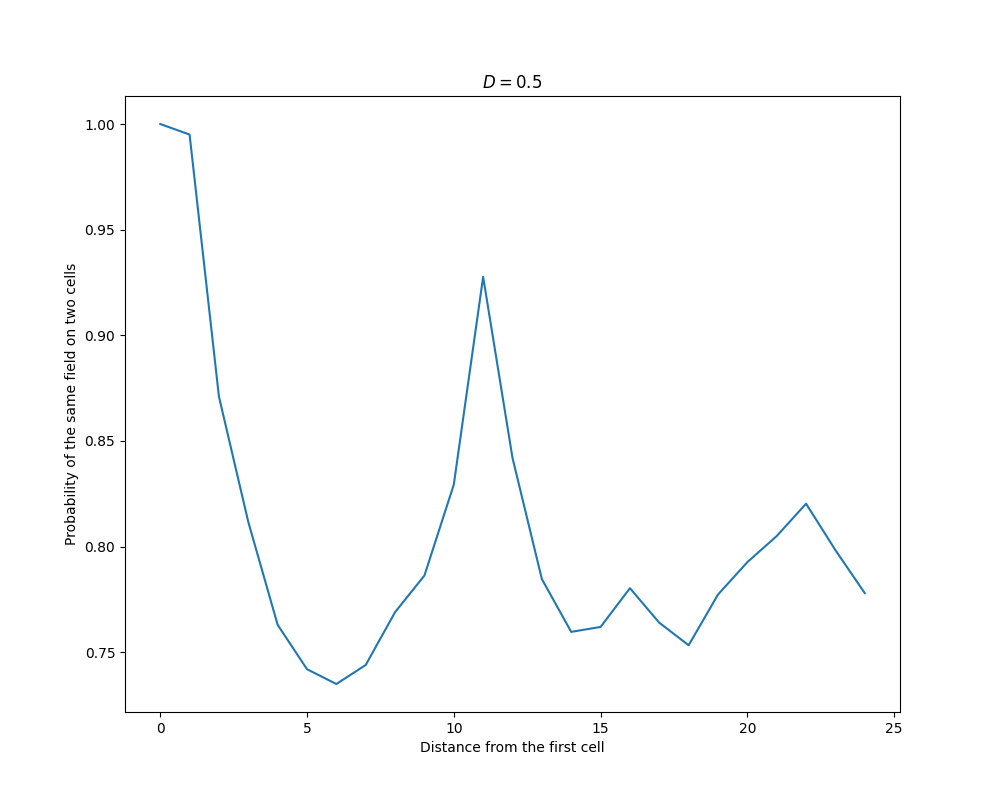 D = 0.5
1.00
0.95
0.90
0.85
0.80
0.75
Probability of the same field on two cells
0 5 10 15 20 25
Distance from the first cell